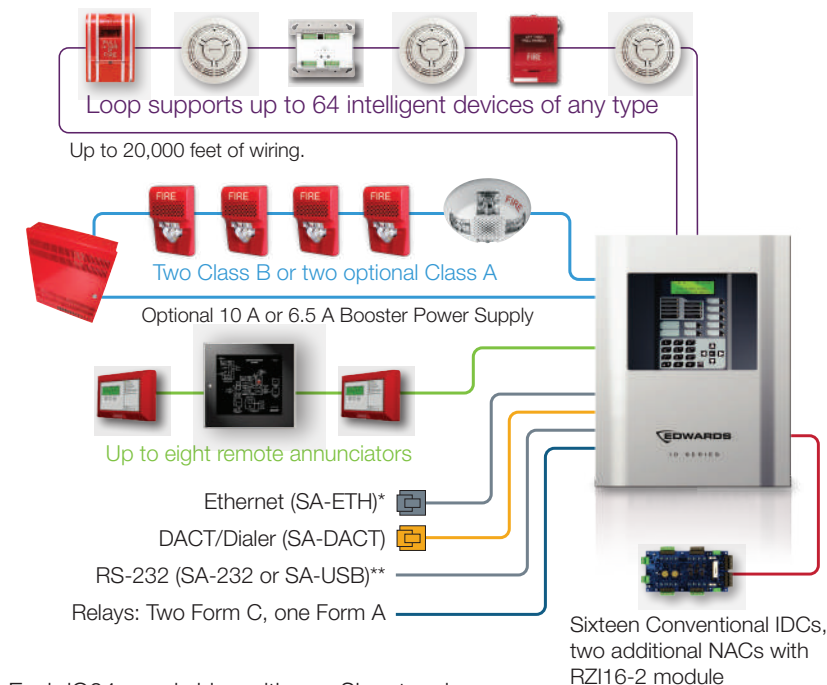 Loop supports up to 64 intelligent devices of any type
Up to 20,000 feet of wiring.
FIRE
FIRE
FIRE
FIRE
FIRE
FIRE
Two Class B or two optional Class A
Optional 10 A or 6.5 A Booster Power Supply
Up to eight remote annunciators
EDWARDS
iO SERIES
Ethernet (SA-ETH)*
DACT/Dialer (SA-DACT)
RS-232 (SA-232 or SA-USB)**
Relays: Two Form C, one Form A
Sixteen Conventional IDCs,
two additional NACs with
RZI16-2 module